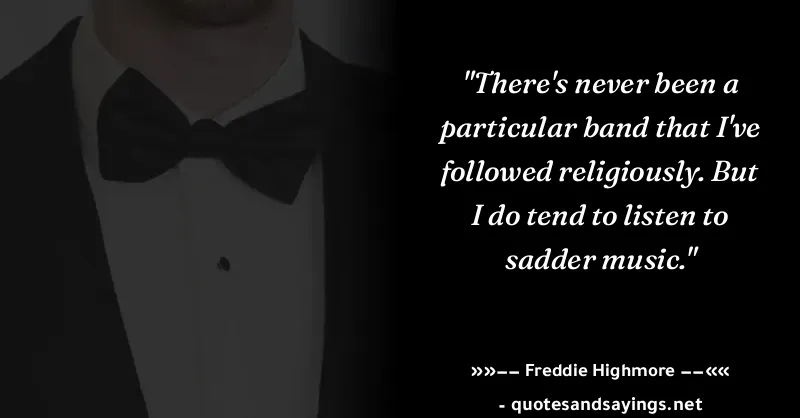 "There's never been a
particular band that I've
followed religiously. But
I do tend to listen to
sadder music."
»»−− Freddie Highmore −−««
- quotesandsayings.net